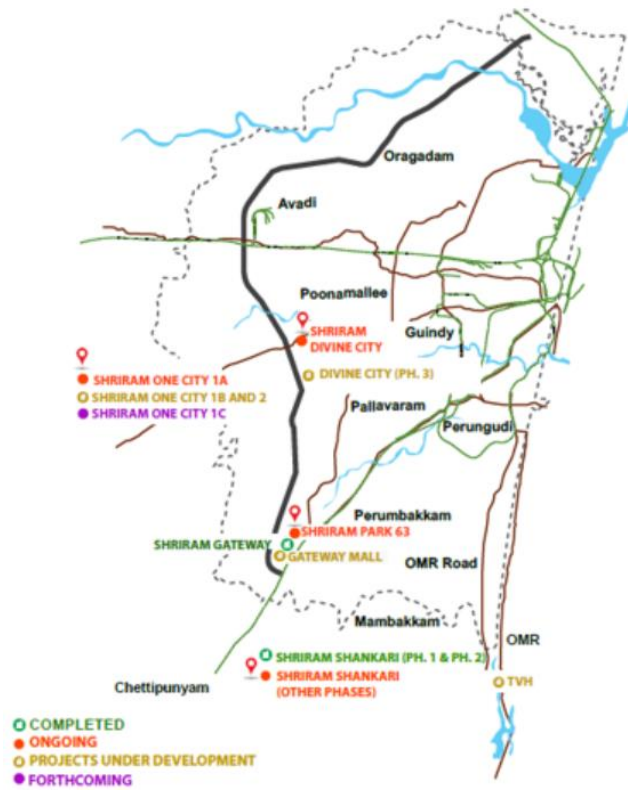 Oragadam
Avadi
Poonamallee
SHRIRAM
DIVINE CITY
Guindy
SHRIRAM ONE CITY 1A
SHRIRAM ONE CITY 1B AND 2
SHRIRAM ONE CITY 1C
DIVINE CITY (PH. 3)
Pallavaram
Perungudi
Perumbakkam
SHRIRAM PARK 63
SHRIRAM GATEWAY
GATEWAY MALL
OMR Road
Mambakkam
OMR
SHRIRAM SHANKARI (PH. 1 & PH. 2)
SHRIRAM SHANKARI
(OTHER PHASES)
TVH
Chettipunyam
COMPLETED
ONGOING
PROJECTS UNDER DEVELOPMENT
FORTHCOMING